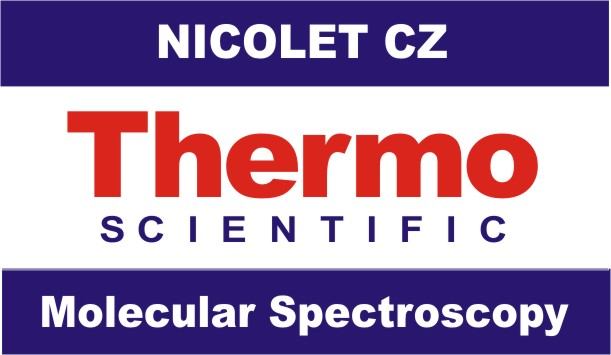 NICOLET CZ
Thermo
SCIENTIFIC
Molecular Spectroscopy